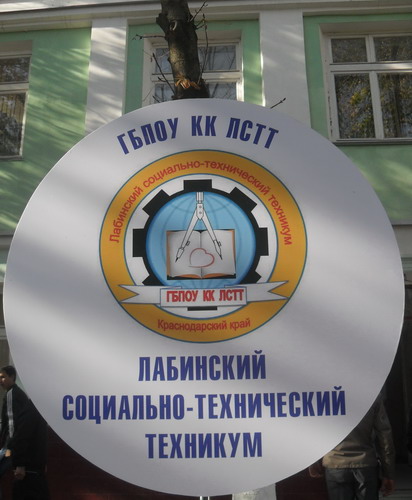 ГБПОУ КК ЛСТТ
Лабинский социально-технический техникум
ГБПОУ КК ЛСТТ
Краснодарский край
ЛАБИНСКИЙ
СОЦИАЛЬНО-ТЕХНИЧЕСКИЙ
ТЕХНИКУМ